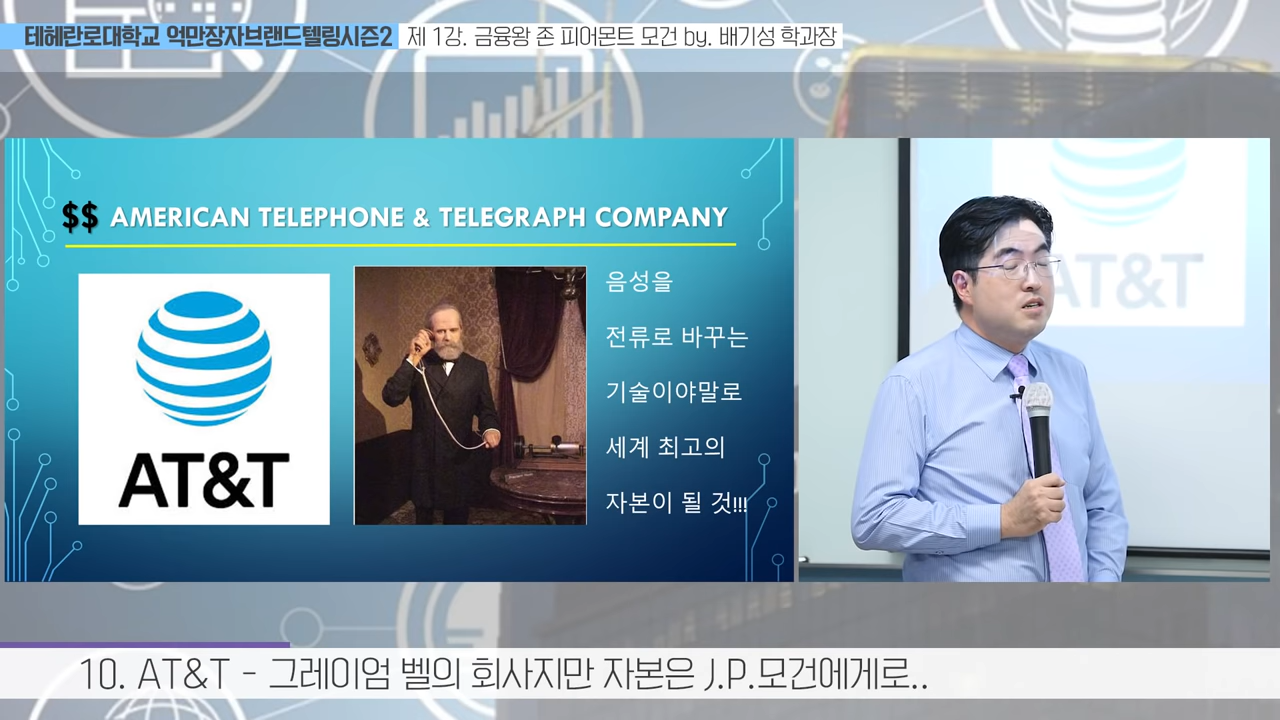 테헤란로대학교 억만장자브랜드텔링시즌2 제 1강. 금융왕 존 피어몬트 모건 by. 배기성 학과장
$$ AMERICAN TELEPHONE & TELEGRAPH COMPANY
AT&T
음성을
전류로 바꾸는
기술이야말로
세계 최고의
자본이 될 것!!!
AT&T
10. AT&T - 그레이엄 벨의 회사지만 자본은 J.P.모건에게로..